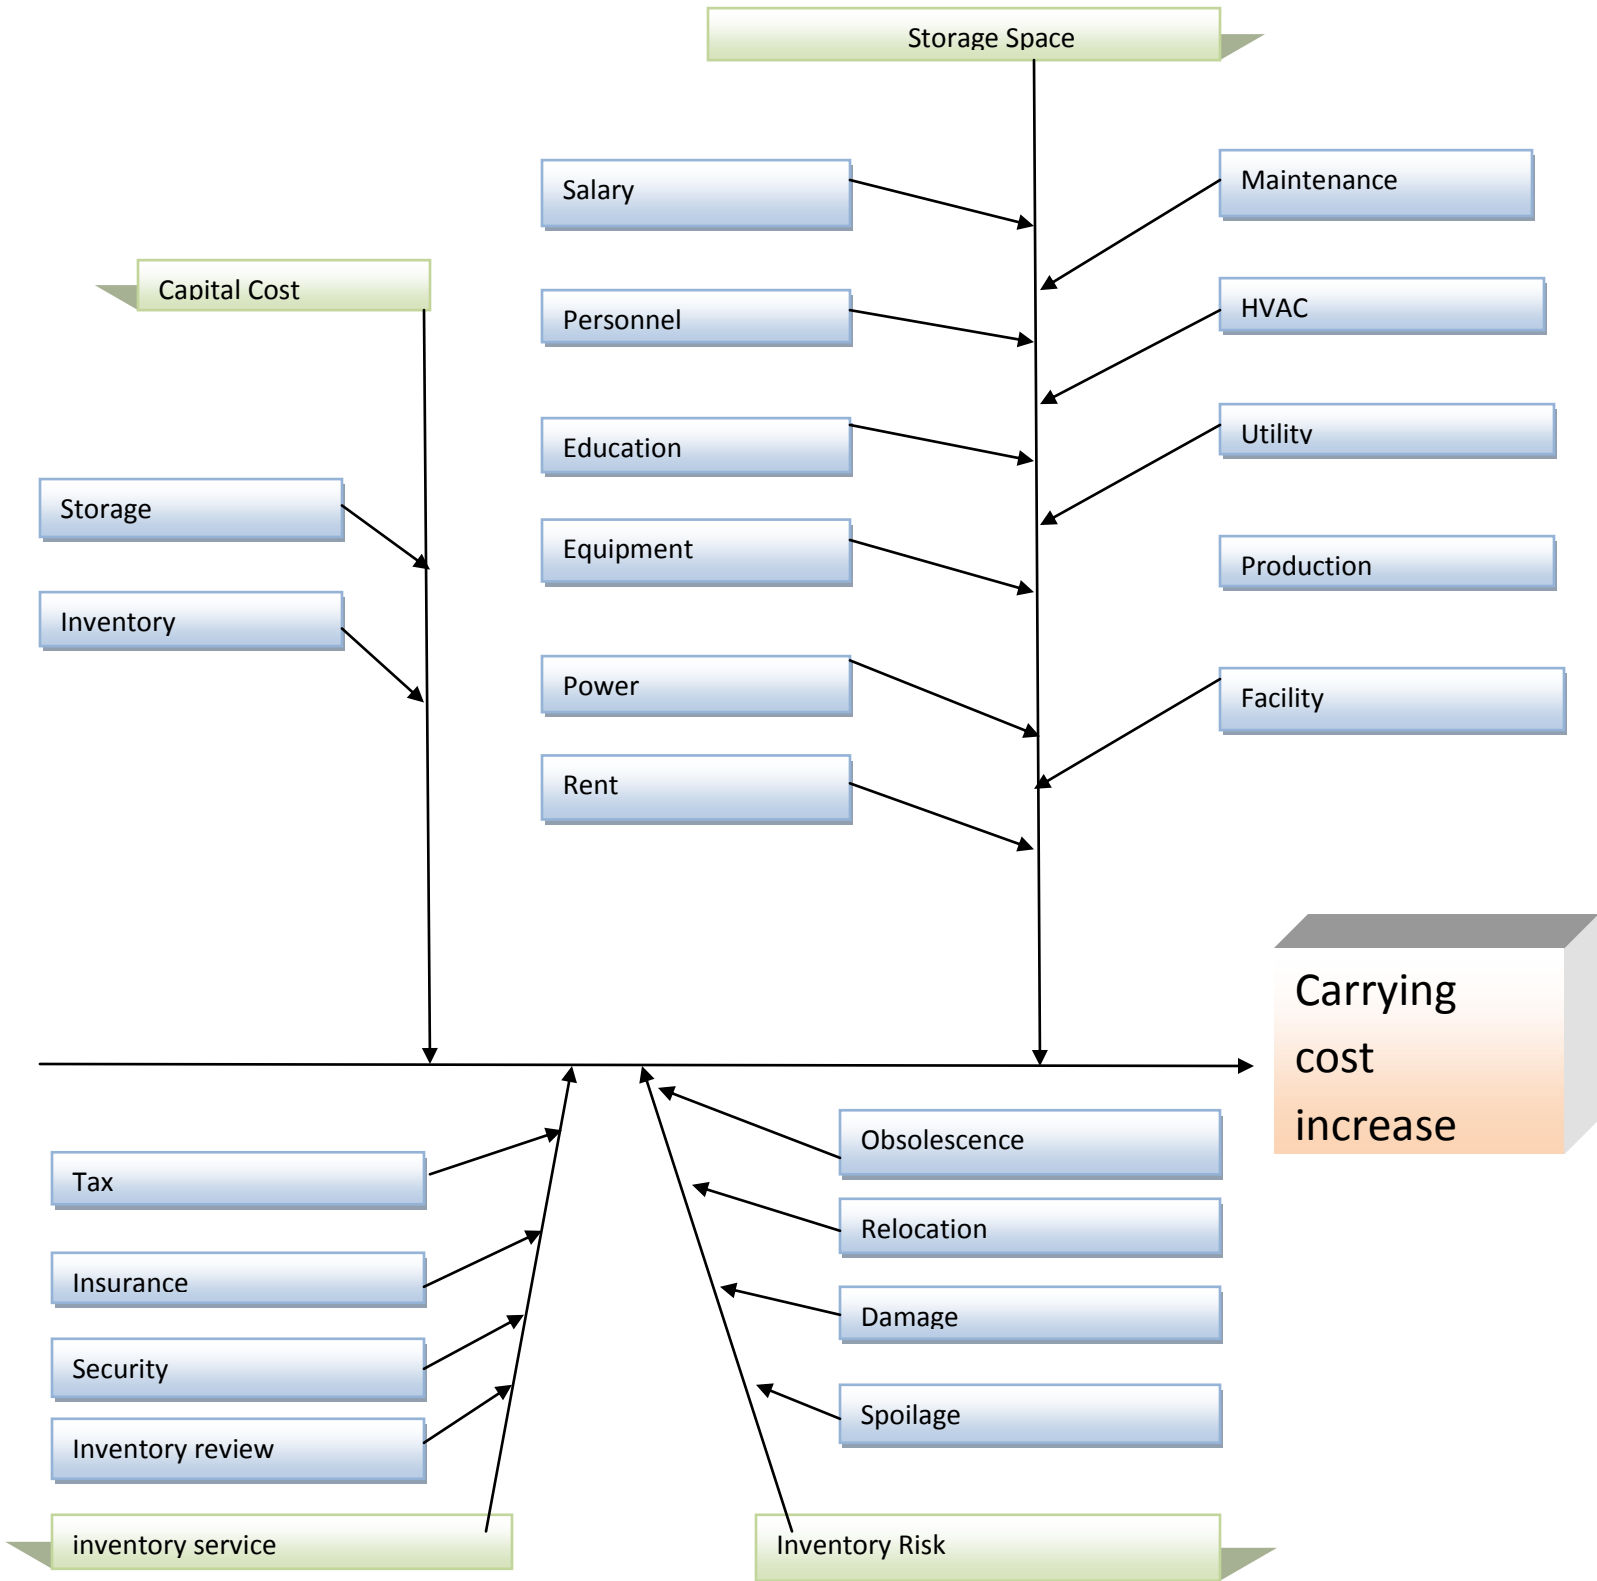 Storage Space
Salary
Maintenance
Capital Cost
Personnel
HVAC
Education
Utility
Storage
Equipment
Production
Inventory
Power
Facility
Rent
Carrying
cost
increase
Obsolescence
Tax
Relocation
Insurance
Damage
Security
Spoilage
Inventory review
inventory service
Inventory Risk